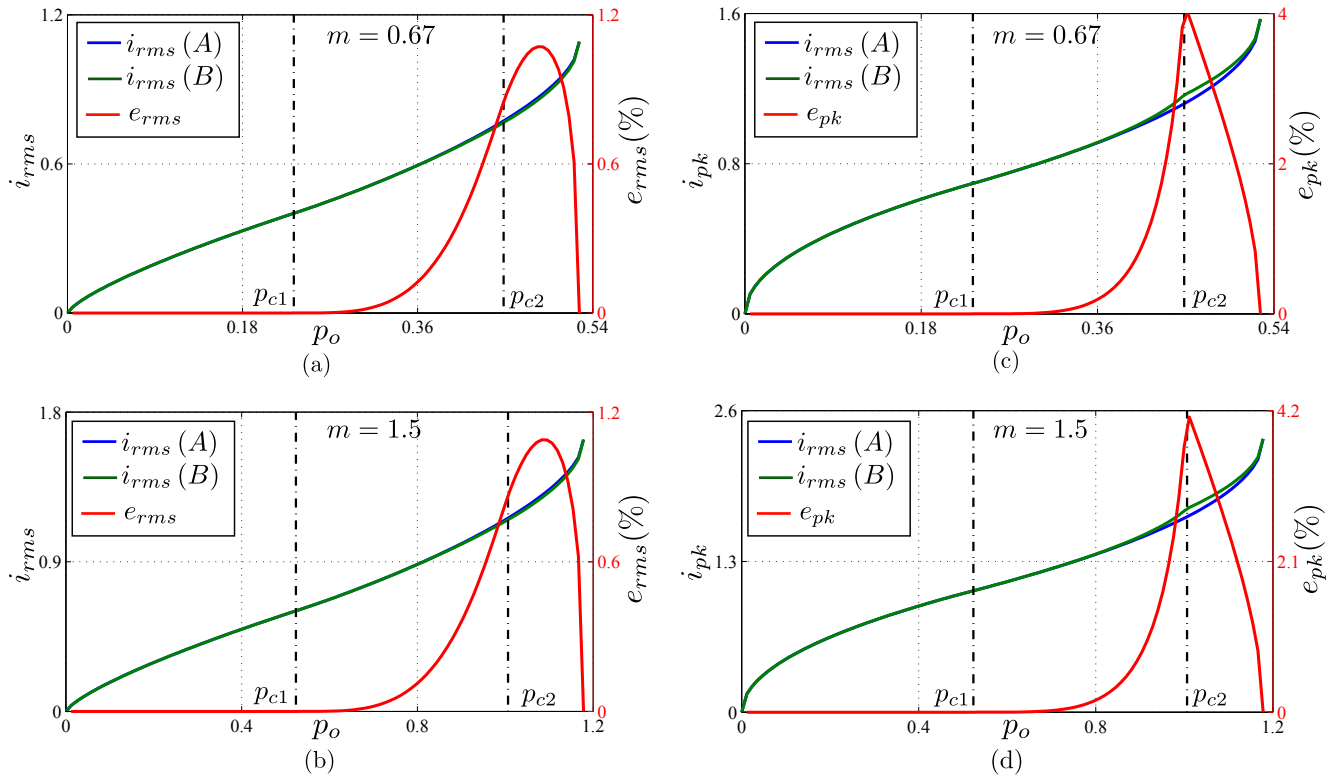 1.2
0.6
0
i_rms
i_rms (A)
i_rms (B)
e_rms
m = 0.67
p_c1
p_c2
1.2
0.6
0
e_rms(%)
0
0.18
0.36
0.54
p_o
(a)
1.6
0.8
0
i_pk
i_rms (A)
i_rms (B)
e_pk
m = 0.67
p_c1
p_c2
4
2
0
e_pk(%)
0
0.18
0.36
0.54
p_o
(c)
1.8
0.9
0
i_rms
i_rms (A)
i_rms (B)
e_rms
m = 1.5
p_c1
p_c2
1.2
0.6
0
e_rms(%)
0
0.4
0.8
1.2
p_o
(b)
2.6
1.3
0
i_pk
i_rms (A)
i_rms (B)
e_pk
m = 1.5
p_c1
p_c2
4.2
2.1
0
e_pk(%)
0
0.4
0.8
1.2
p_o
(d)